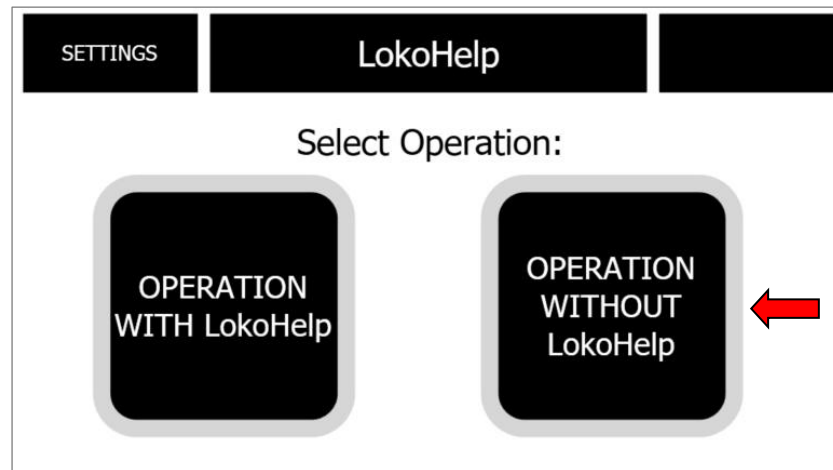 SETTINGS
LokoHelp
Select Operation:
OPERATION
WITH LokoHelp
OPERATION
WITHOUT
LokoHelp